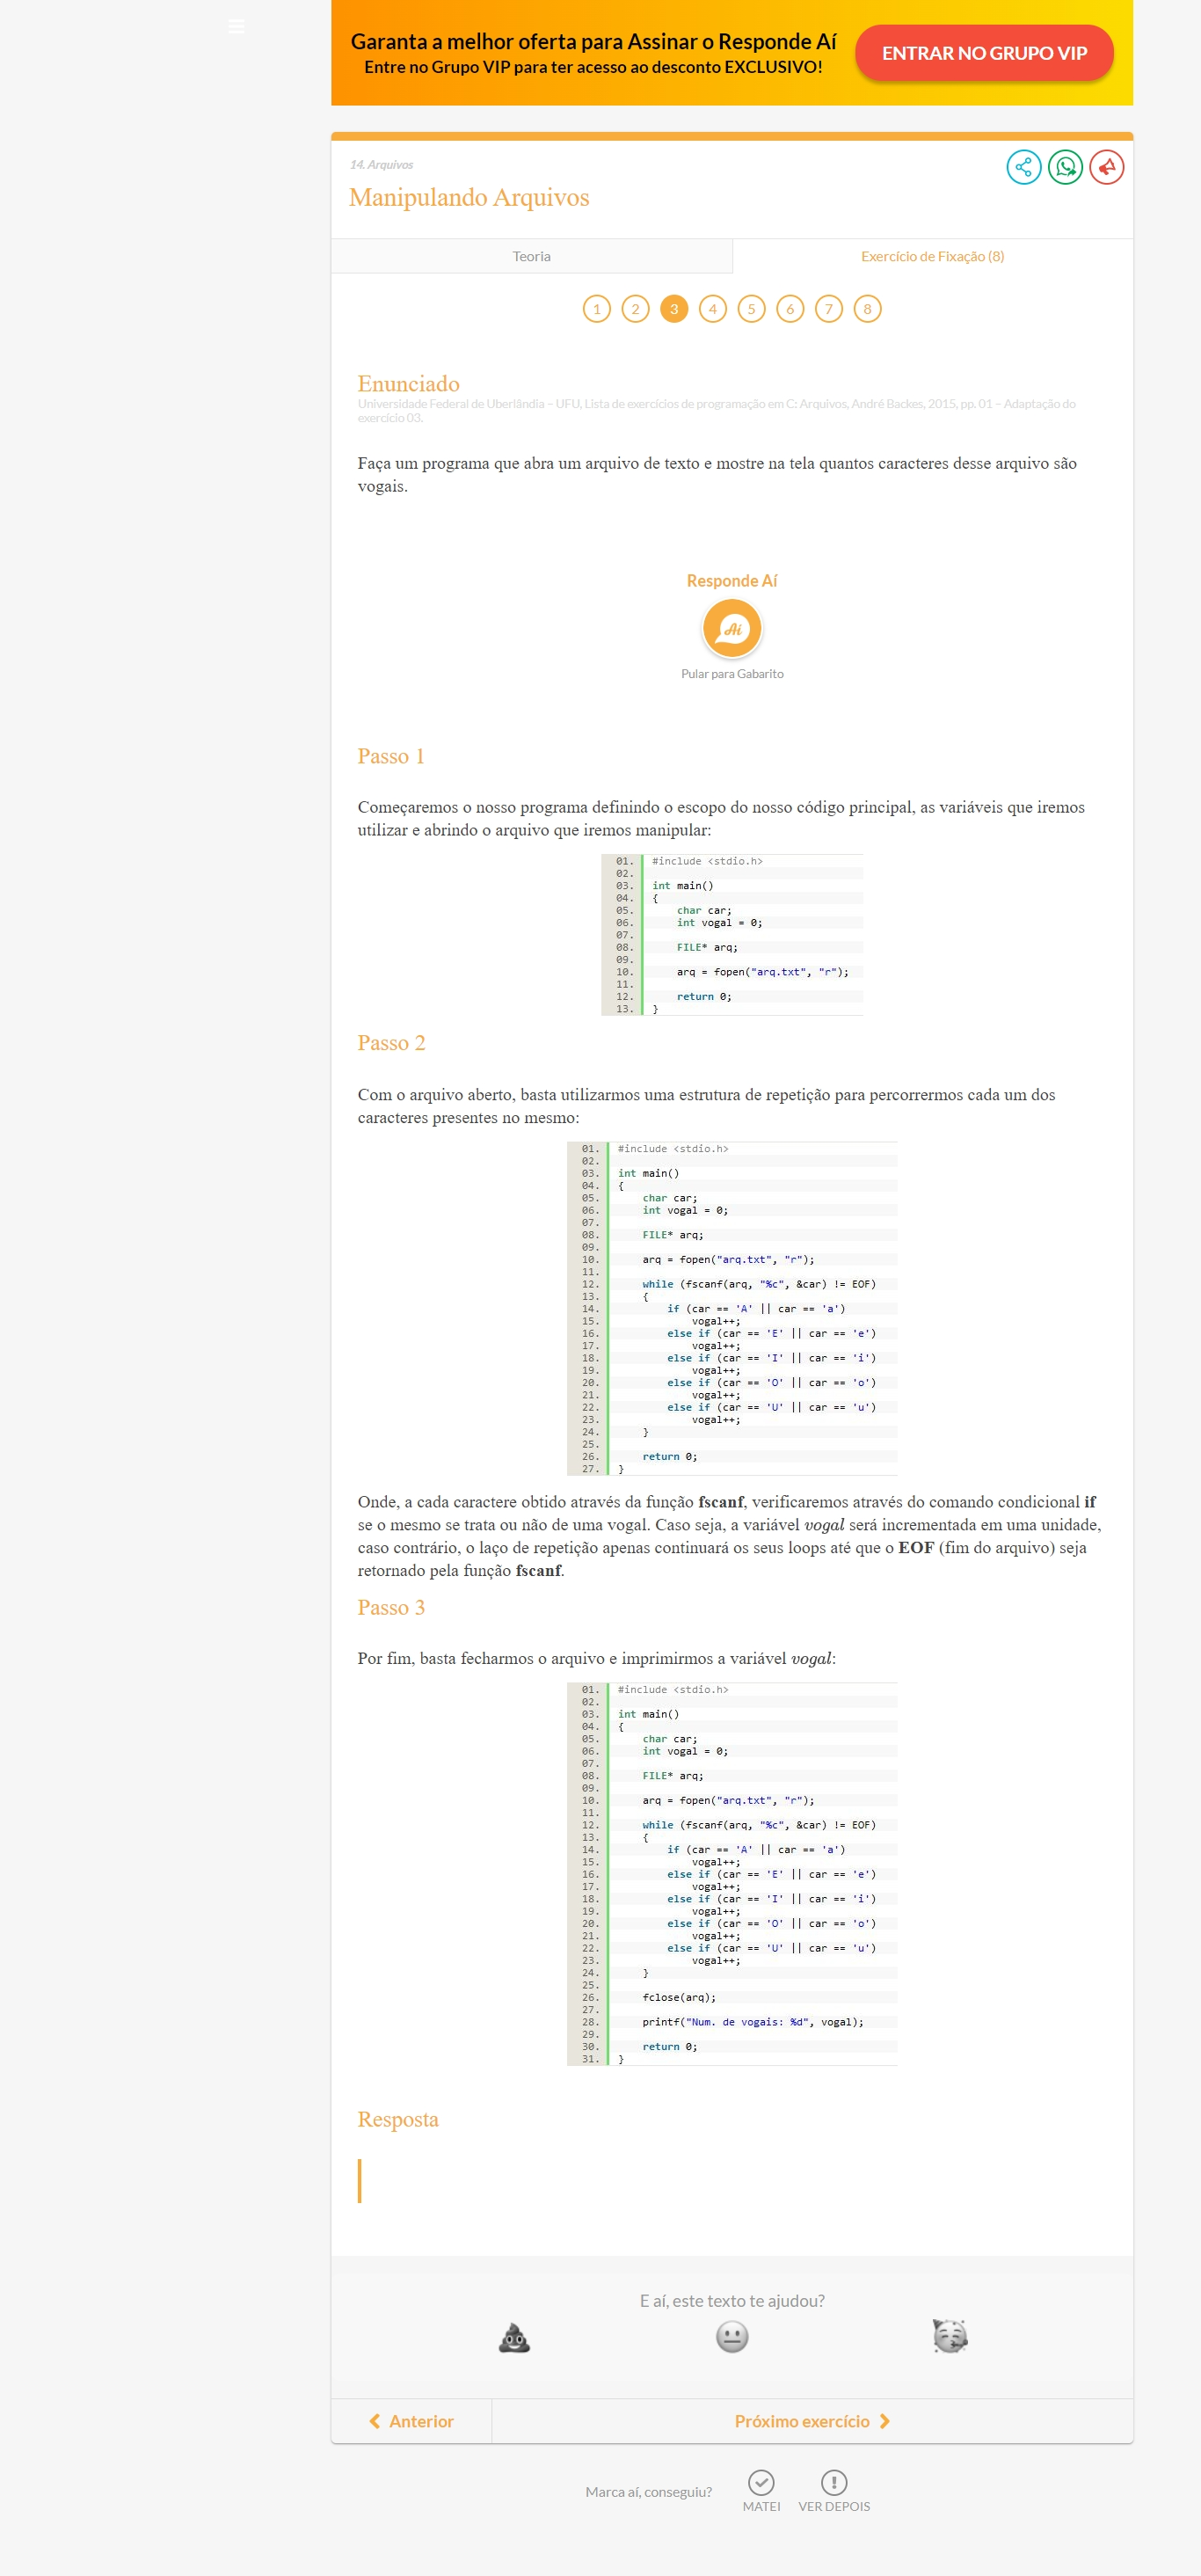 Garanta a melhor oferta para Assinar o Responde Aí
Entre no Grupo VIP para ter acesso ao desconto EXCLUSIVO!
ENTRAR NO GRUPO VIP
14. Arquivos
Manipulando Arquivos
Teoria
Exercício de Fixação (8)
1 2 3 4 5 6 7 8
Enunciado
Universidade Federal de Uberlândia – UFU, Lista de exercícios de programação em C: Arquivos, André Backes, 2015, pp. 01 – Adaptação do
exercício 03.
Faça um programa que abra um arquivo de texto e mostre na tela quantos caracteres desse arquivo são
vogais.
Responde Aí
Aí
Pular para Gabarito
Passo 1
Começaremos o nosso programa definindo o escopo do nosso código principal, as variáveis que iremos
utilizar e abrindo o arquivo que iremos manipular:
01. #include <stdio.h>
02.
03. int main()
04. {
05. char car;
06. int vogal = 0;
07.
08. FILE* arq;
09.
10. arq = fopen("arq.txt", "r");
11.
12. return 0;
13. }
Passo 2
Com o arquivo aberto, basta utilizarmos uma estrutura de repetição para percorrermos cada um dos
caracteres presentes no mesmo:
01. #include <stdio.h>
02.
03. int main()
04. {
05. char car;
06. int vogal = 0;
07.
08. FILE* arq;
09.
10. arq = fopen("arq.txt", "r");
11.
12. while (fscanf(arq, "%c", &car) != EOF)
13. {
14. if (car == 'A' || car == 'a')
15. vogal++;
16. else if (car == 'E' || car == 'e')
17. vogal++;
18. else if (car == 'I' || car == 'i')
19. vogal++;
20. else if (car == 'O' || car == 'o')
21. vogal++;
22. else if (car == 'U' || car == 'u')
23. vogal++;
24. }
25.
26. return 0;
27. }
Onde, a cada caractere obtido através da função fscanf, verificaremos através do comando condicional if
se o mesmo se trata ou não de uma vogal. Caso seja, a variável vogal será incrementada em uma unidade,
caso contrário, o laço de repetição apenas continuará os seus loops até que o EOF (fim do arquivo) seja
retornado pela função fscanf.
Passo 3
Por fim, basta fecharmos o arquivo e imprimirmos a variável vogal:
01. #include <stdio.h>
02.
03. int main()
04. {
05. char car;
06. int vogal = 0;
07.
08. FILE* arq;
09.
10. arq = fopen("arq.txt", "r");
11.
12. while (fscanf(arq, "%c", &car) != EOF)
13. {
14. if (car == 'A' || car == 'a')
15. vogal++;
16. else if (car == 'E' || car == 'e')
17. vogal++;
18. else if (car == 'I' || car == 'i')
19. vogal++;
20. else if (car == 'O' || car == 'o')
21. vogal++;
22. else if (car == 'U' || car == 'u')
23. vogal++;
24. }
25.
26. fclose(arq);
27.
28. printf("Num. de vogais: %d", vogal);
29.
30. return 0;
31. }
Resposta
E aí, este texto te ajudou?
Anterior
Próximo exercício
Marca aí, conseguiu?
MATEI
VER DEPOIS